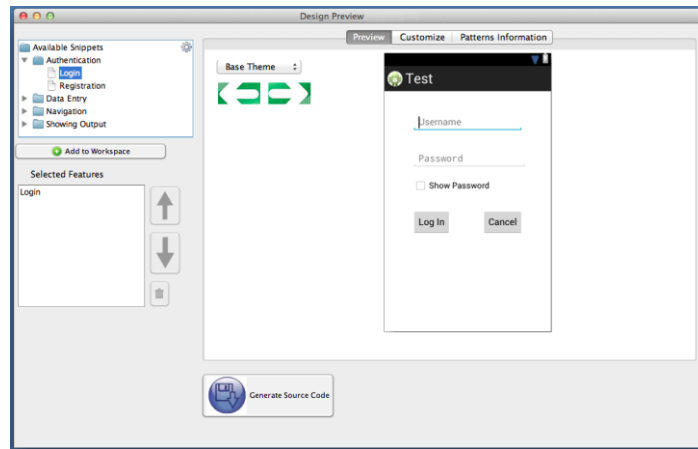 Design Preview
Available Snippets
Authentication
Login
Registration
Data Entry
Navigation
Showing Output
Add to Workspace
Selected Features
Login
Preview Customize Patterns Information
Base Theme
Test
Username
Password
Show Password
Log In Cancel
Generate Source Code